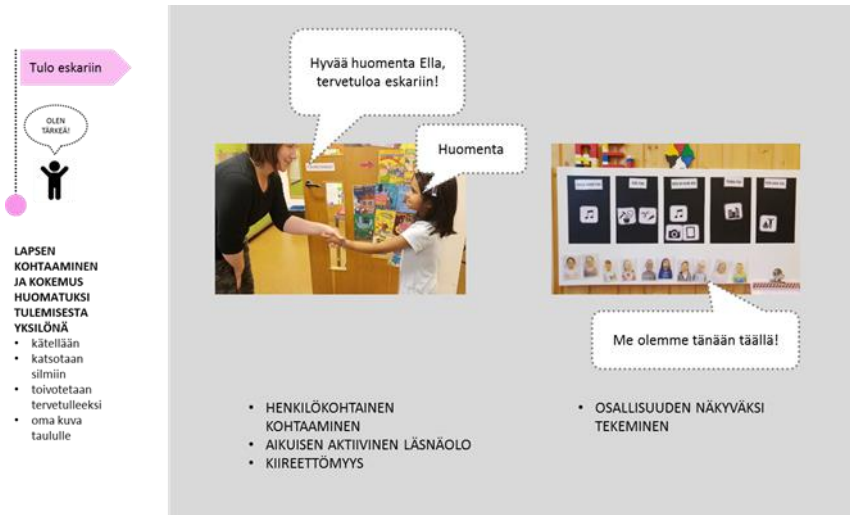 Tulo eskariin
OLEN
TÄRKEÄ!
LAPSEN
KOHTAAMINEN
JA KOKEMUS
HUOMATUKSI
TULEMISESTA
YKSILÖNÄ
• kätellään
• katsotaan
silmiin
• toivotetaan
tervetulleeksi
• oma kuva
taululle
Hyvää huomenta Ella,
tervetuloa eskariin!
Huomenta
Me olemme tänään täällä!
• HENKILÖKOHTAINEN
KOHTAAMINEN
• AIKUISEN AKTIIVINEN LÄSNÄOLO
• KIIREETTÖMYYS
• OSALLISUUDEN NÄKYVÄKSI
TEKEMINEN